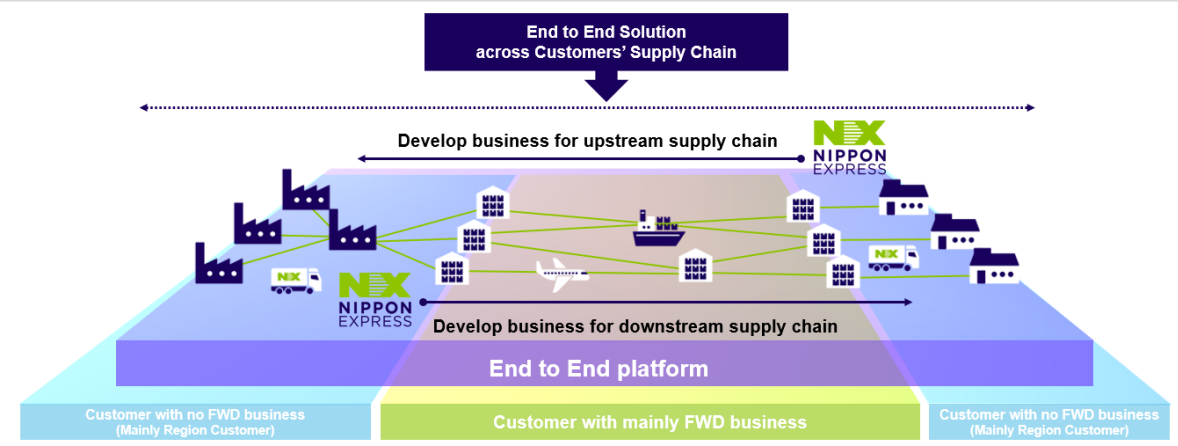 End to End Solution
across Customers’ Supply Chain
Develop business for upstream supply chain
NX
NIPPON
EXPRESS
NX
NX
NX
NIPPON
EXPRESS
Develop business for downstream supply chain
End to End platform
Customer with no FWD business
(Mainly Region Customer)
Customer with mainly FWD business
Customer with no FWD business
(Mainly Region Customer)